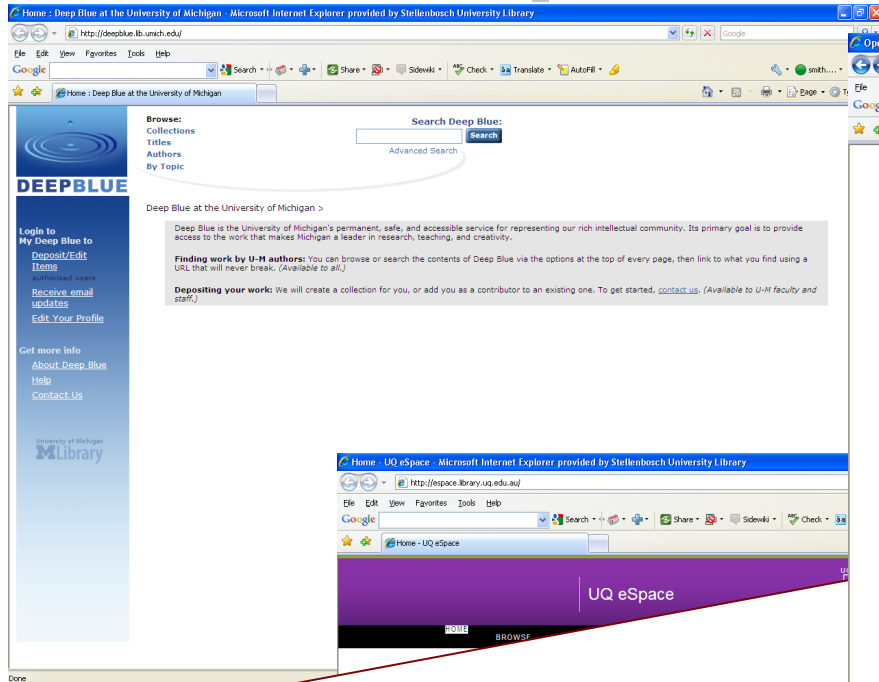 Home : Deep Blue at the University of Michigan - Microsoft Internet Explorer provided by Stellenbosch University Library
http://deepblue.lib.umich.edu/
Google
File Edit View Favorites Tools Help
Google Search Share Sidewiki Check Translate AutoFill smith....
Home : Deep Blue at the University of Michigan
Page
Browse:
Collections
Titles
Authors
By Topic
Search Deep Blue:
Search
Advanced Search
DEEPBLUE
Deep Blue at the University of Michigan >
Deep Blue is the University of Michigan's permanent, safe, and accessible service for representing our rich intellectual community. Its primary goal is to provide
access to the work that makes Michigan a leader in research, teaching, and creativity.
Finding work by U-M authors: You can browse or search the contents of Deep Blue via the options at the top of every page, then link to what you find using a
URL that will never break. (Available to all.)
Depositing your work: We will create a collection for you, or add you as a contributor to an existing one. To get started, contact us. (Available to U-M faculty and
staff.)
Login to
My Deep Blue to
Deposit/Edit
Items
authorized users
Receive email
updates
Edit Your Profile
Get more info
About Deep Blue
Help
Contact Us
University of Michigan
MLibrary
Done
Home - UQ eSpace - Microsoft Internet Explorer provided by Stellenbosch University Library
http://espace.library.uq.edu.au/
File Edit View Favorites Tools Help
Google Search Share Sidewiki Check
Home - UQ eSpace
UQ eSpace
HOME
BROWSE
File